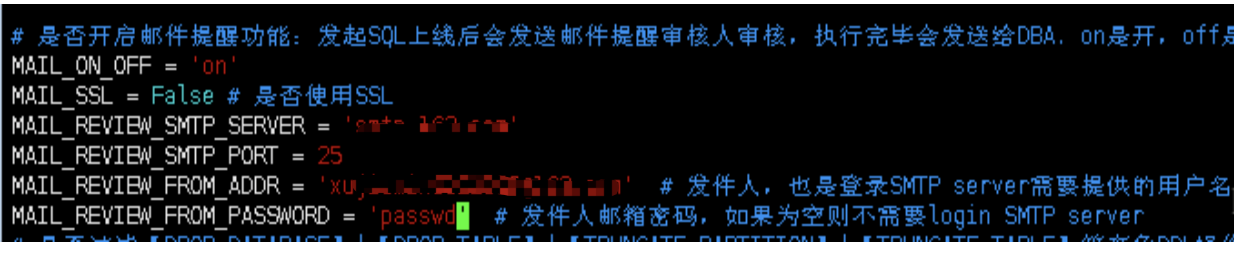 # 是否开启邮件提醒功能: 发起SQL上线后会发送邮件提醒审核人审核, 执行完毕会发送给DBA. on是开, off是
MAIL_ON_OFF = 'on'
MAIL_SSL = False # 是否使用SSL
MAIL_REVIEW_SMTP_SERVER =
MAIL_REVIEW_SMTP_PORT = 25
MAIL_REVIEW_FROM_ADDR = 'xu # 发件人, 也是登录SMTP server需要提供的用户名
MAIL_REVIEW_FROM_PASSWORD = 'passwd' # 发件人邮箱密码, 如果为空则不需要login SMTP server